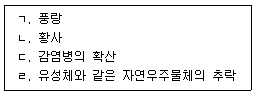 ㄱ. 풍랑
ㄴ. 황사
ㄷ. 감염병의 확산
ㄹ. 유성체와 같은 자연우주물체의 추락